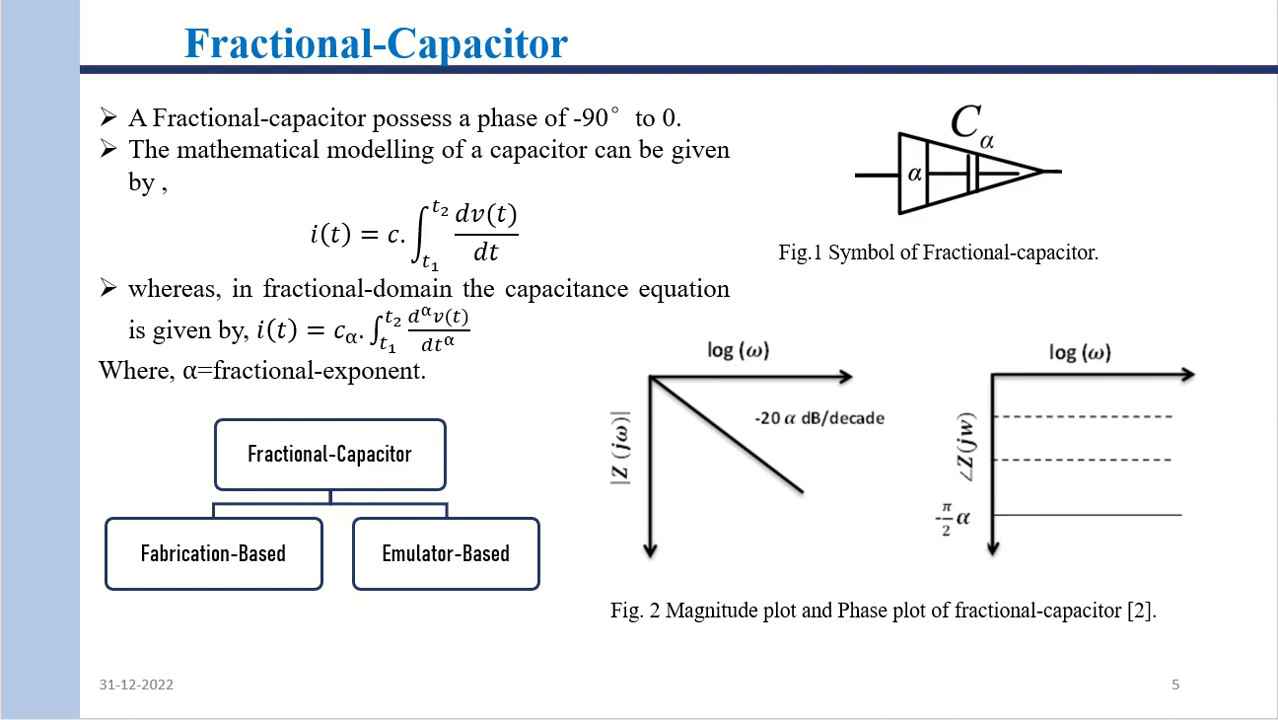 Fractional-Capacitor
➢ A Fractional-capacitor possess a phase of -90° to 0.
➢ The mathematical modelling of a capacitor can be given
by ,
i(t) = c. ∫_{t₁}^{t₂} dv(t)/dt
➢ whereas, in fractional-domain the capacitance equation
is given by, i(t) = c_α. ∫_{t₁}^{t₂} d^αv(t)/dt^α
Where, α=fractional-exponent.
Fractional-Capacitor
Fabrication-Based
Emulator-Based
C_α
α
Fig.1 Symbol of Fractional-capacitor.
log (ω)
|Z (jω)|
-20 α dB/decade
log (ω)
∠Z(jw)
-π/2 α
Fig. 2 Magnitude plot and Phase plot of fractional-capacitor [2].
31-12-2022
5